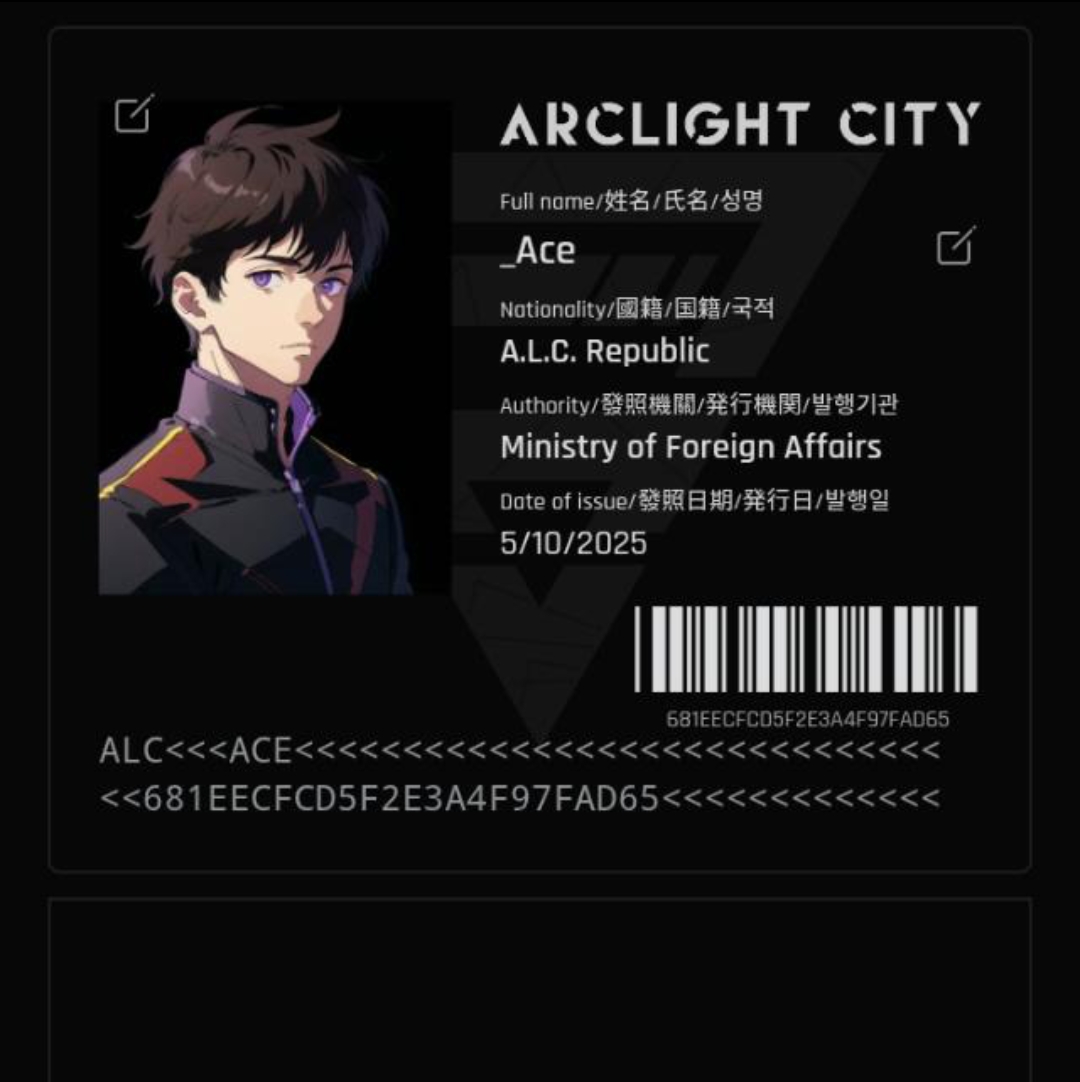 ARCLIGHT CITY
Full name/姓名/氏名/성명
_Ace
Nationality/國籍/国籍/국적
A.L.C. Republic
Authority/發照機關/発行機関/발행기관
Ministry of Foreign Affairs
Date of issue/發照日期/発行日/발행일
5/10/2025
681EECFCD5F2E3A4F97FAD65
ALC<<<ACE<<<<<<<<<<<<<<<<<<<<<<<<<<<<<<
<<681EECFCD5F2E3A4F97FAD65<<<<<<<<<<<<<